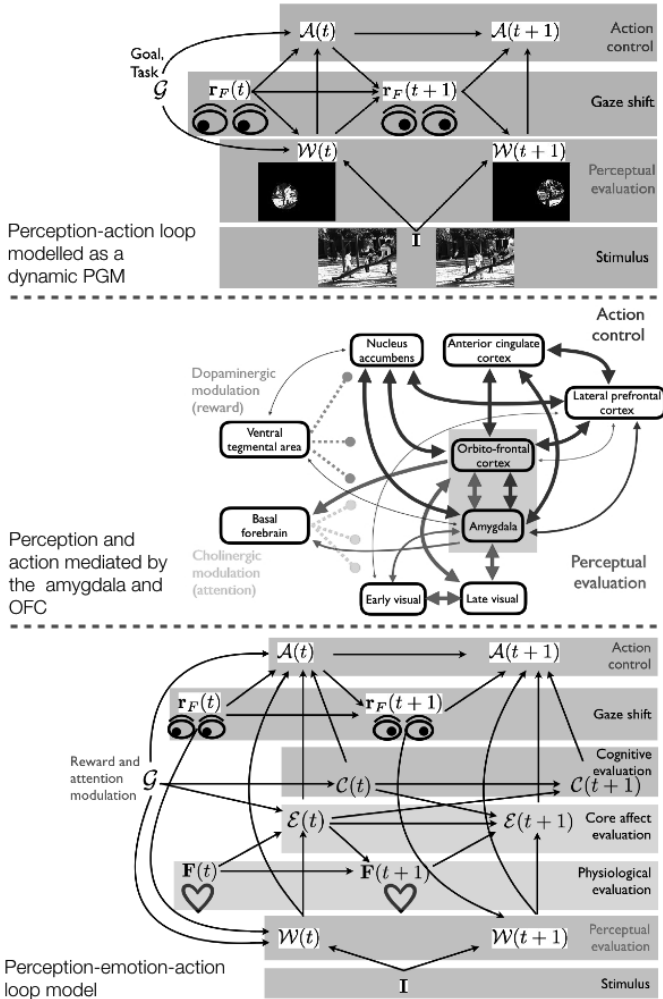 𝒜(t)
𝒜(t+1)
Action
control
Goal,
Task
𝒢
r_F(t)
r_F(t+1)
Gaze shift
𝒲(t)
𝒲(t+1)
Perceptual
evaluation
Perception-action loop
modelled as a
dynamic PGM
I
Stimulus
Action
control
Nucleus
accumbens
Anterior cingulate
cortex
Dopaminergic
modulation
(reward)
Lateral prefrontal
cortex
Ventral
tegmental area
Orbito-frontal
cortex
Basal
forebrain
Amygdala
Perception and
action mediated by
the amygdala and
OFC
Cholinergic
modulation
(attention)
Perceptual
evaluation
Early visual
Late visual
𝒜(t)
𝒜(t+1)
Action
control
r_F(t)
r_F(t+1)
Gaze shift
Reward and
attention
modulation
𝒢
Cognitive
evaluation
𝒞(t)
𝒞(t+1)
ℰ(t)
ℰ(t+1)
Core affect
evaluation
F(t)
F(t+1)
Physiological
evaluation
𝒲(t)
𝒲(t+1)
Perceptual
evaluation
Perception-emotion-action
loop model
I
Stimulus